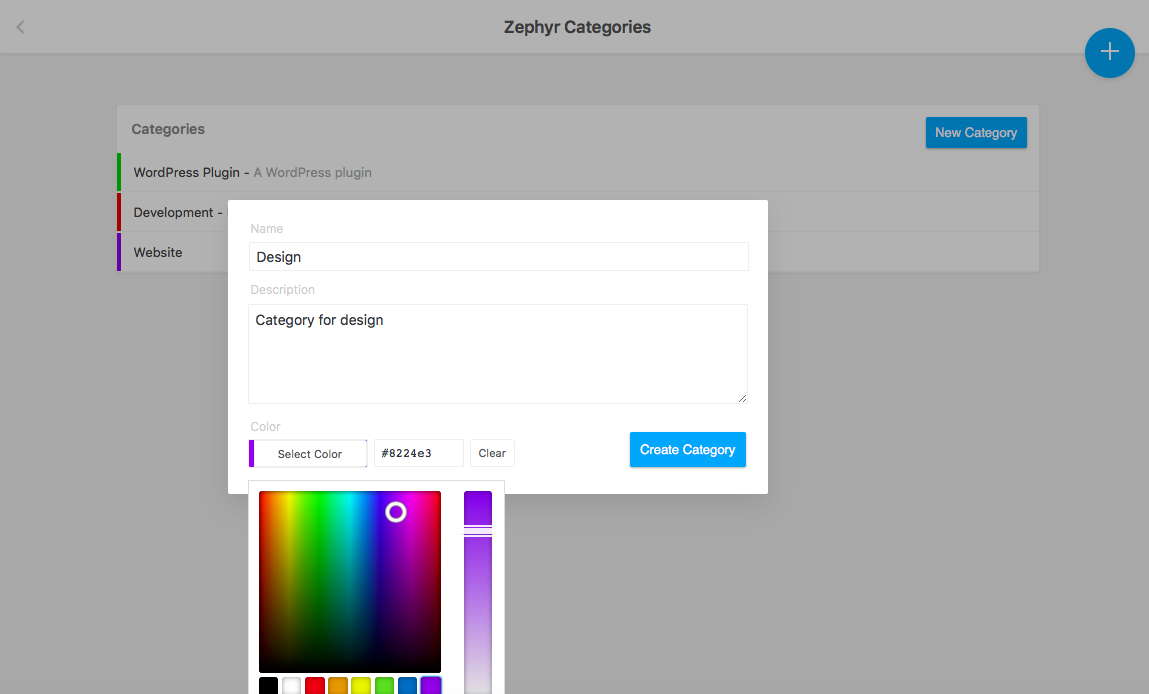 Zephyr Categories
Categories
New Category
WordPress Plugin - A WordPress plugin
Development -
Website
Name
Design
Description
Category for design
Color
Select Color
#8224e3
Clear
Create Category